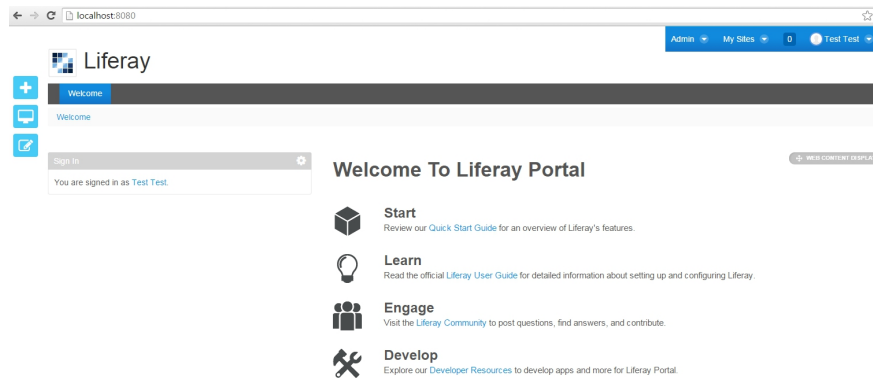 localhost:8080
Admin My Sites 0 Test Test
Liferay
Welcome
Welcome
Sign In
You are signed in as Test Test.
Welcome To Liferay Portal
WEB CONTENT DISPLA
Start
Review our Quick Start Guide for an overview of Liferay's features.
Learn
Read the official Liferay User Guide for detailed information about setting up and configuring Liferay.
Engage
Visit the Liferay Community to post questions, find answers, and contribute.
Develop
Explore our Developer Resources to develop apps and more for Liferay Portal.